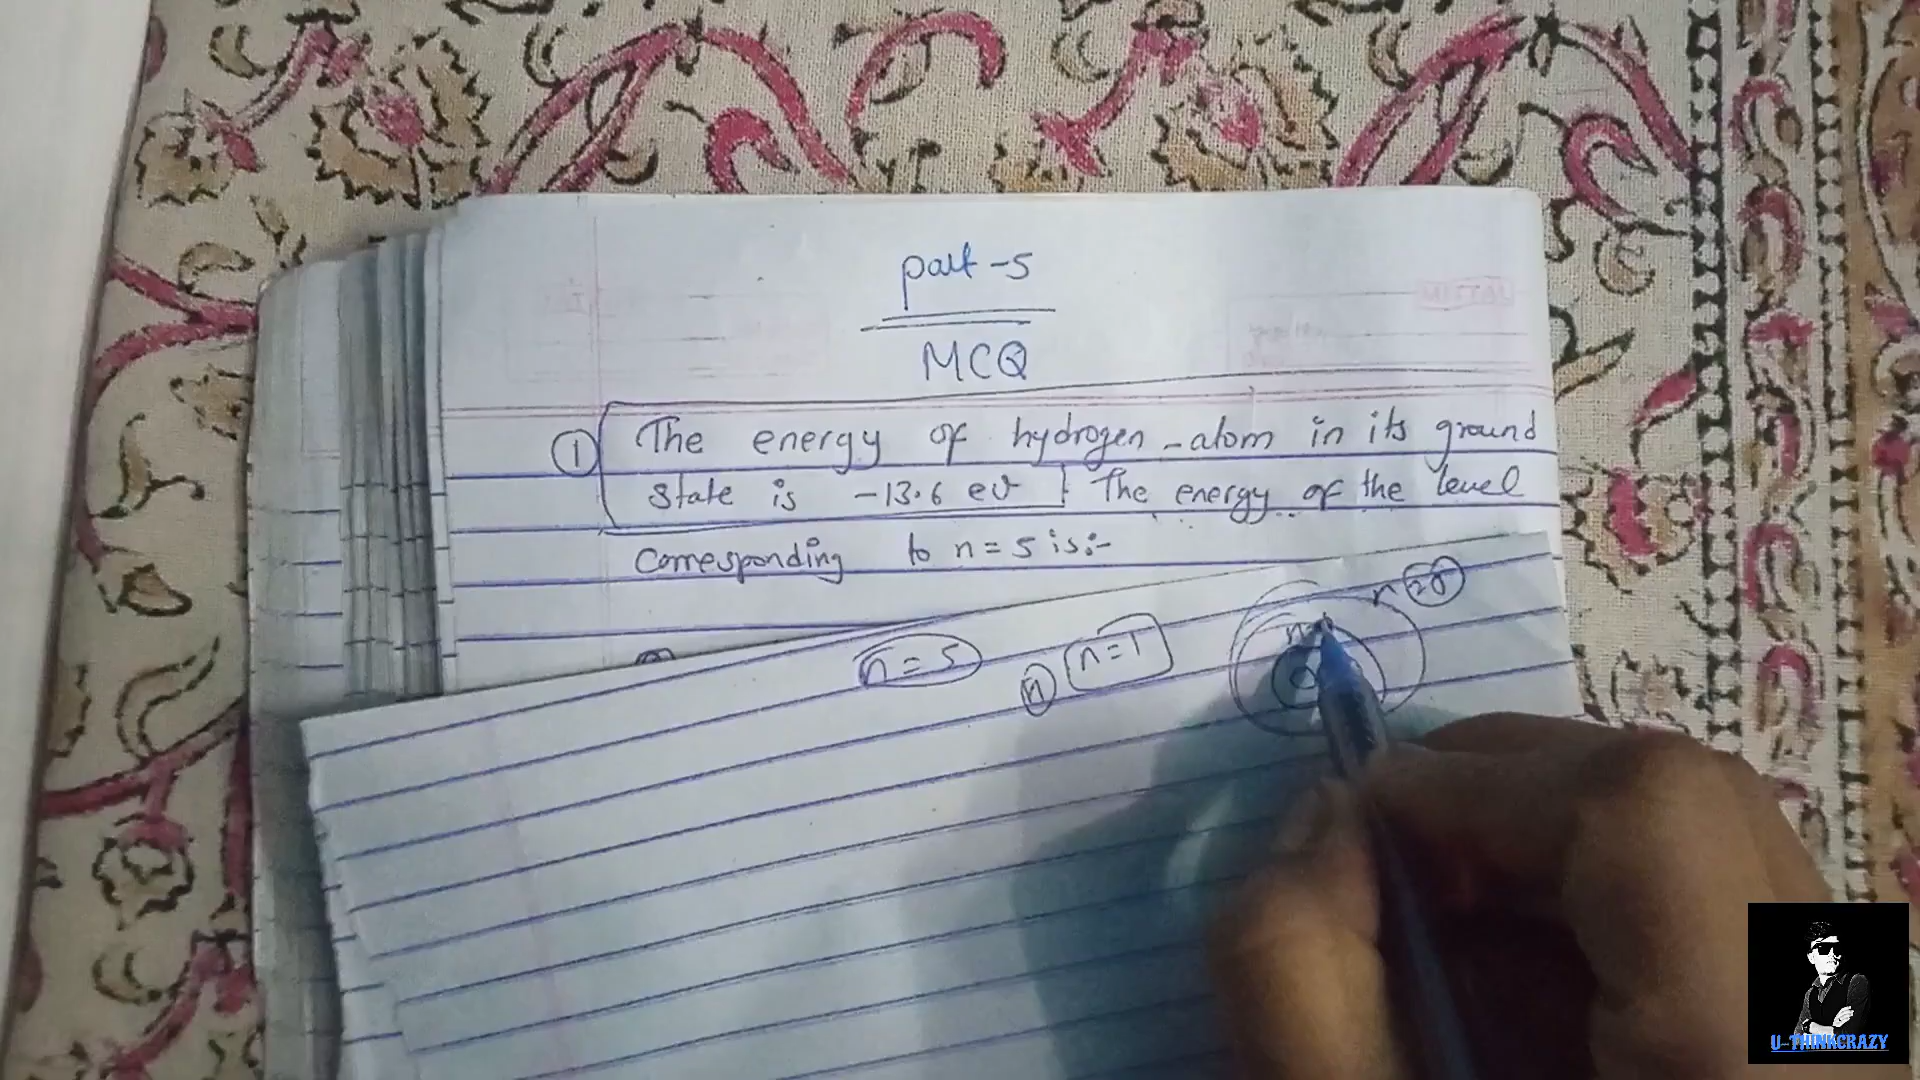 part-5
MCQ
① The energy of hydrogen-atom in its ground
state is -13.6 ev. The energy of the level
corresponding to n=5 is:-
n=5
n n=1
n
U-THINKCRAZY